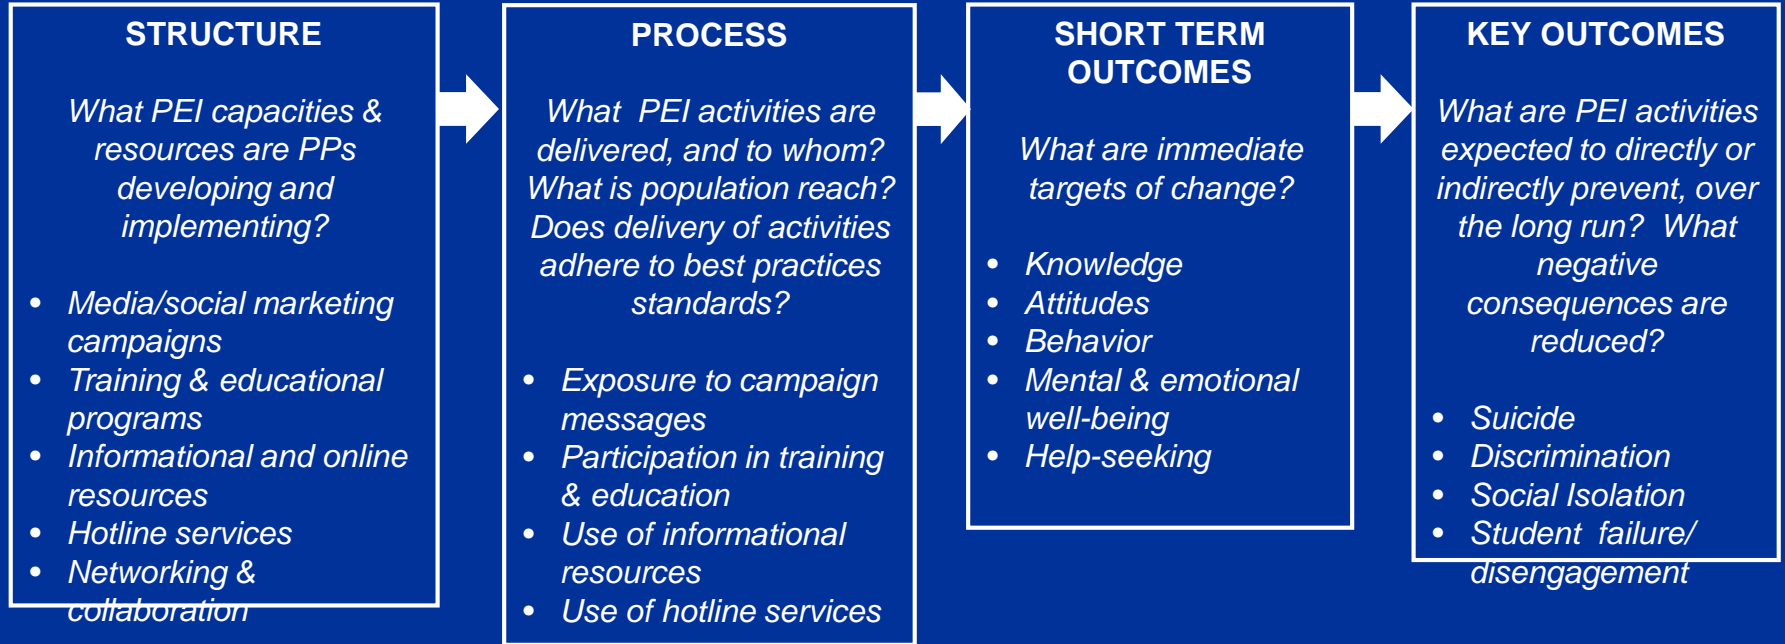 STRUCTURE
What PEI capacities &
resources are PPs
developing and
implementing?
• Media/social marketing
campaigns
• Training & educational
programs
• Informational and online
resources
• Hotline services
• Networking &
collaboration
PROCESS
What PEI activities are
delivered, and to whom?
What is population reach?
Does delivery of activities
adhere to best practices
standards?
• Exposure to campaign
messages
• Participation in training
& education
• Use of informational
resources
• Use of hotline services
SHORT TERM
OUTCOMES
What are immediate
targets of change?
• Knowledge
• Attitudes
• Behavior
• Mental & emotional
well-being
• Help-seeking
KEY OUTCOMES
What are PEI activities
expected to directly or
indirectly prevent, over
the long run? What
negative
consequences are
reduced?
• Suicide
• Discrimination
• Social Isolation
• Student failure/
disengagement